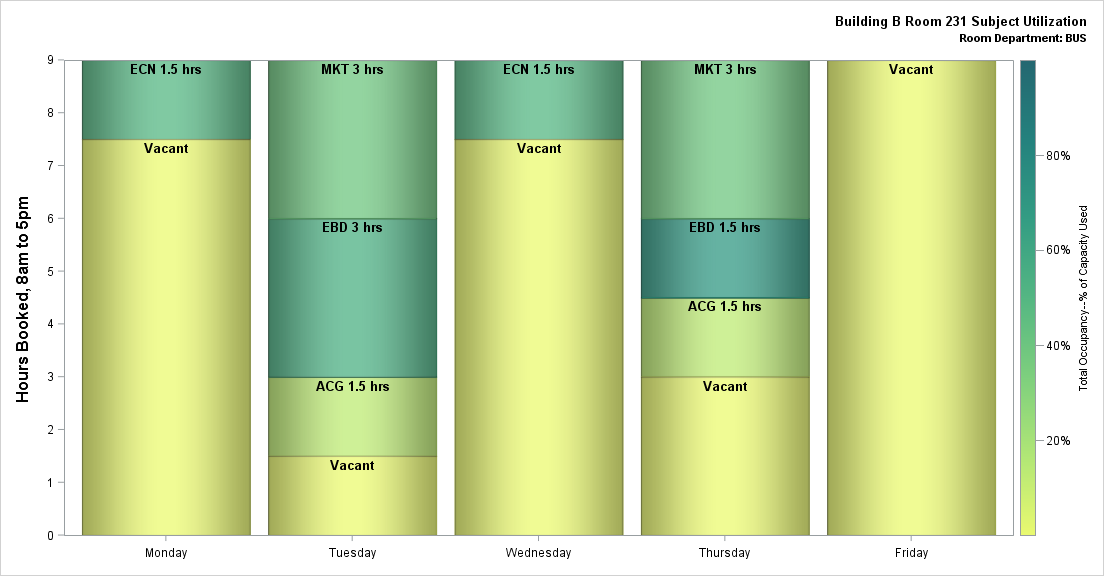 Building B Room 231 Subject Utilization
Room Department: BUS
Hours Booked, 8am to 5pm
9
8
7
6
5
4
3
2
1
0
ECN 1.5 hrs
Vacant
MKT 3 hrs
EBD 3 hrs
ACG 1.5 hrs
Vacant
ECN 1.5 hrs
Vacant
MKT 3 hrs
EBD 1.5 hrs
ACG 1.5 hrs
Vacant
Vacant
Monday
Tuesday
Wednesday
Thursday
Friday
80%
60%
40%
20%
Total Occupancy--% of Capacity Used